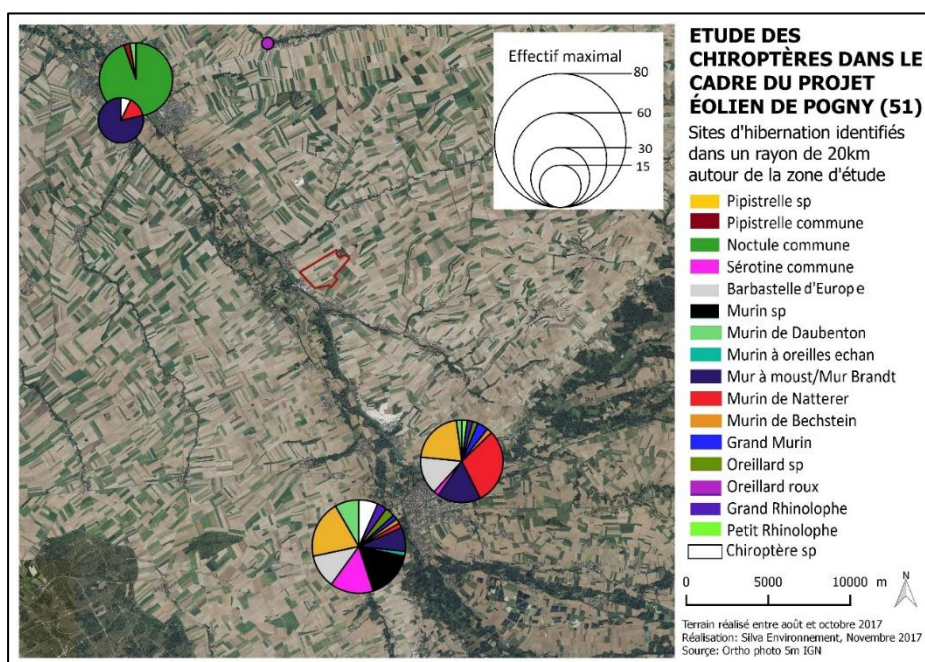 Effectif maximal
80
60
30
15
ETUDE DES
CHIROPTÈRES DANS LE
CADRE DU PROJET
ÉOLIEN DE POGNY (51)
Sites d'hibernation identifiés
dans un rayon de 20km
autour de la zone d'étude
Pipistrelle sp
Pipistrelle commune
Noctule commune
Sérotine commune
Barbastelle d'Europe
Murin sp
Murin de Daubenton
Murin à oreilles echan
Mur à moust/Mur Brandt
Murin de Natterer
Murin de Bechstein
Grand Murin
Oreillard sp
Oreillard roux
Grand Rhinolophe
Petit Rhinolophe
Chiroptère sp
0 5000 10000 m
N
Terrain réalisé entre août et octobre 2017
Réalisation: Silva Environnement, Novembre 2017
Source: Ortho photo 5m IGN